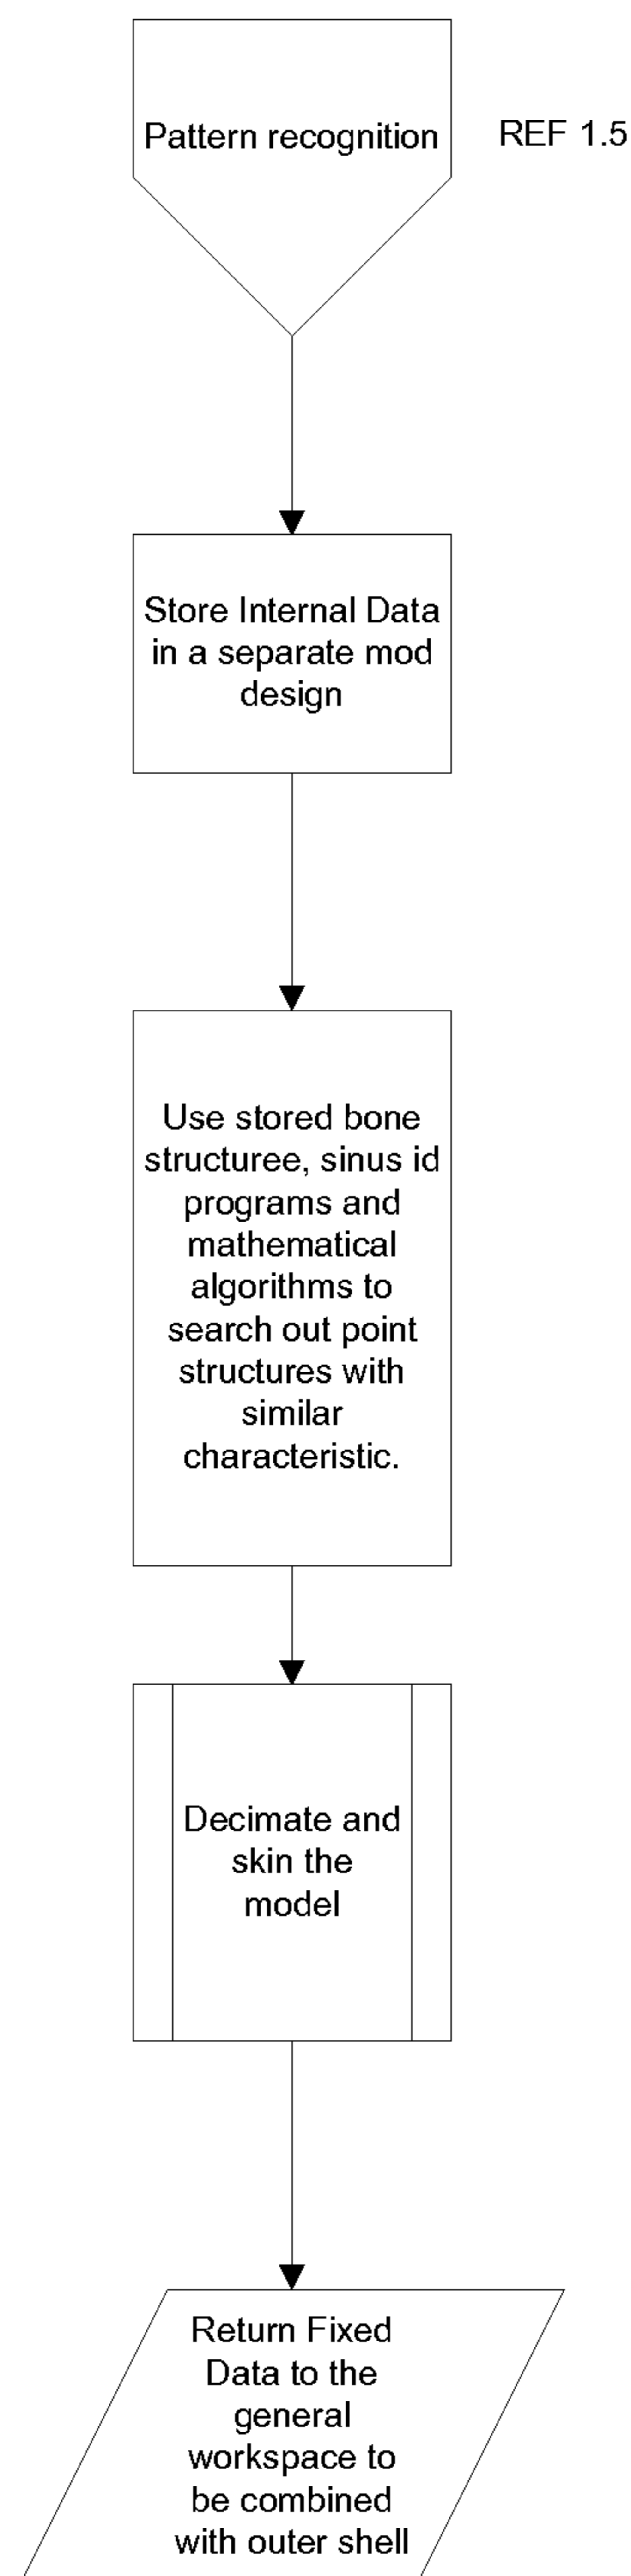 Pattern recognition REF 1.5
Store Internal Data
in a separate mod
design
Use stored bone
structuree, sinus id
programs and
mathematical
algorithms to
search out point
structures with
similar
characteristic.
Decimate and
skin the
model
Return Fixed
Data to the
general
workspace to
be combined
with outer shell